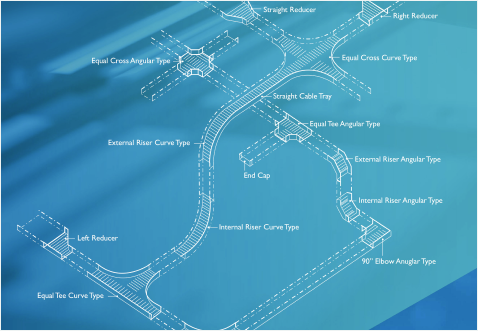 Straight Reducer
Right Reducer
Equal Cross Angular Type
Equal Cross Curve Type
Straight Cable Tray
Equal Tee Angular Type
External Riser Curve Type
External Riser Angular Type
End Cap
Internal Riser Angular Type
Internal Riser Curve Type
Left Reducer
90" Elbow Anuglar Type
Equal Tee Curve Type